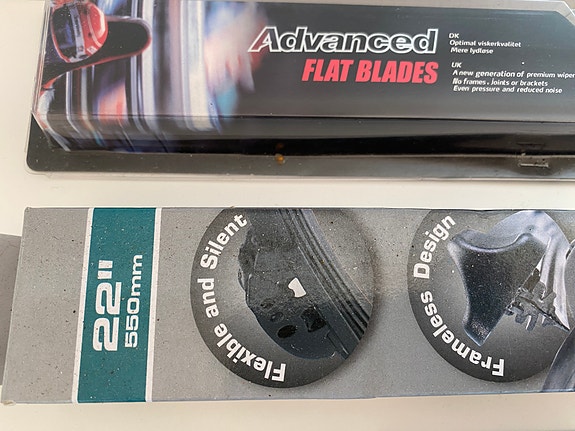 Advanced
FLAT BLADES
DK
Optimal viskerkvalitet
Mere lydløse
UK
A new generation of premium wiper
No frames, joints or brackets
Even pressure and reduced noise
22"
550mm
Flexible and Silent
Frameless Design